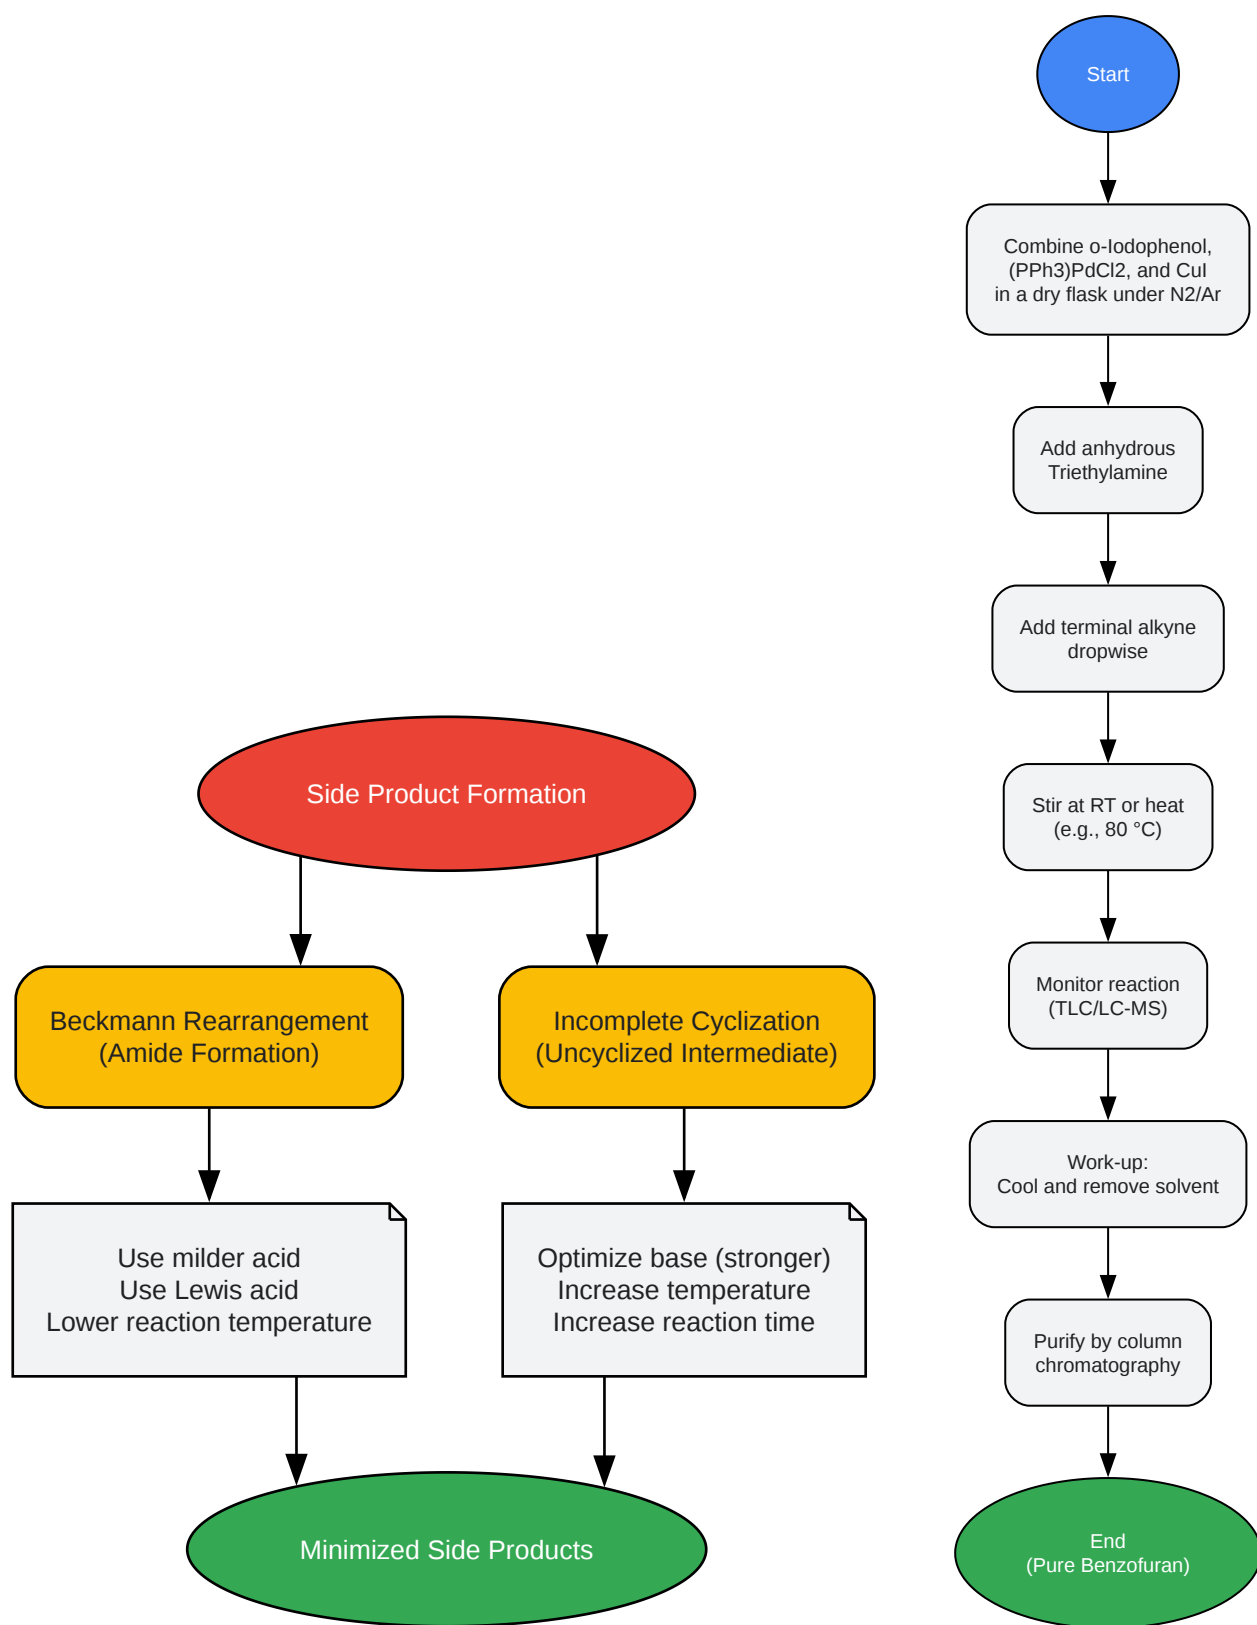 Start
Combine o-Iodophenol,
(PPh3)PdCl2, and CuI
in a dry flask under N2/Ar
Add anhydrous
Triethylamine
Add terminal alkyne
dropwise
Stir at RT or heat
(e.g., 80 °C)
Monitor reaction
(TLC/LC-MS)
Work-up:
Cool and remove solvent
Purify by column
chromatography
End
(Pure Benzofuran)
Side Product Formation
Beckmann Rearrangement
(Amide Formation)
Incomplete Cyclization
(Uncyclized Intermediate)
Use milder acid
Use Lewis acid
Lower reaction temperature
Optimize base (stronger)
Increase temperature
Increase reaction time
Minimized Side Products